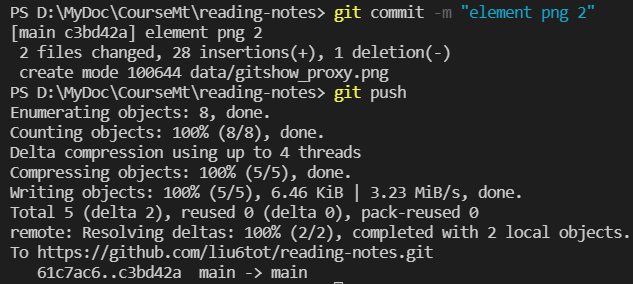 PS D:\MyDoc\CourseMt\reading-notes> git commit -m "element png 2"
[main c3bd42a] element png 2
 2 files changed, 28 insertions(+), 1 deletion(-)
 create mode 100644 data/gitshow_proxy.png
PS D:\MyDoc\CourseMt\reading-notes> git push
Enumerating objects: 8, done.
Counting objects: 100% (8/8), done.
Delta compression using up to 4 threads
Compressing objects: 100% (5/5), done.
Writing objects: 100% (5/5), 6.46 KiB | 3.23 MiB/s, done.
Total 5 (delta 2), reused 0 (delta 0), pack-reused 0
remote: Resolving deltas: 100% (2/2), completed with 2 local objects.
To https://github.com/liu6tot/reading-notes.git
   61c7ac6..c3bd42a  main -> main